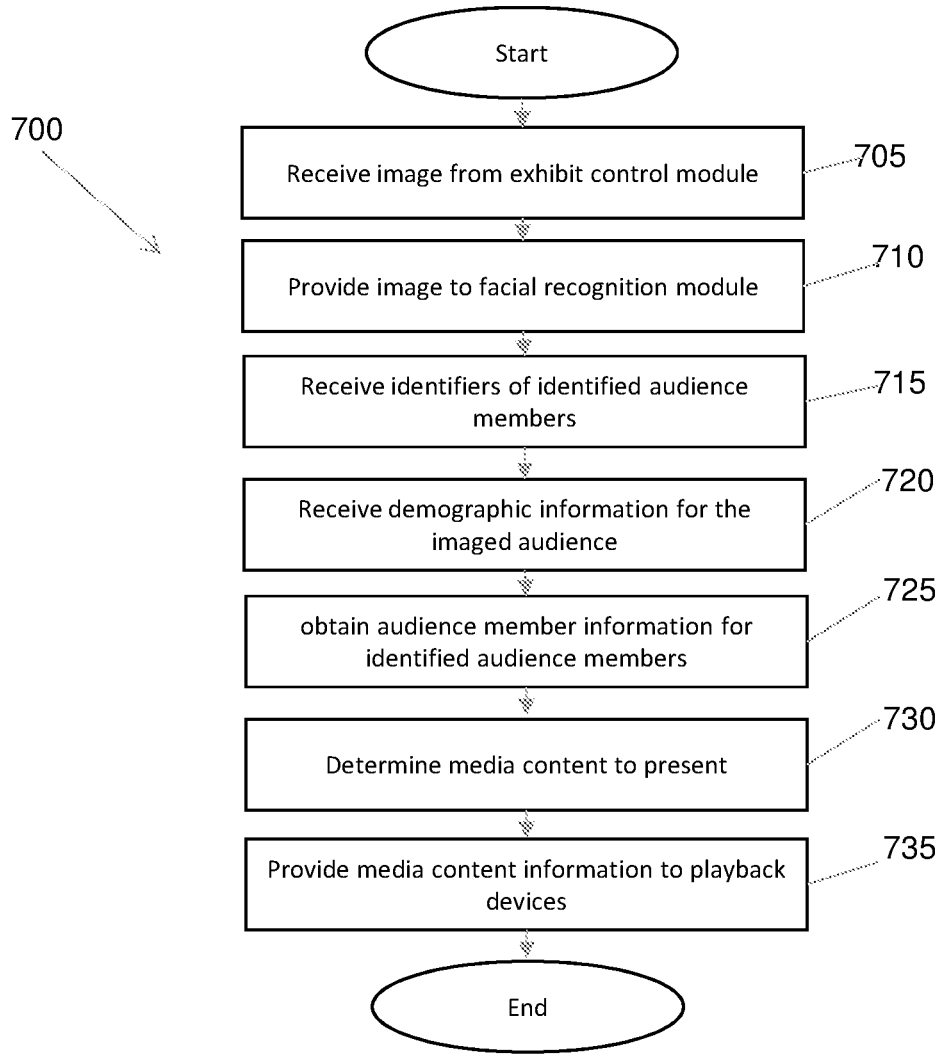 Start
700
Receive image from exhibit control module
705
Provide image to facial recognition module
710
Receive identifiers of identified audience
members
715
Receive demographic information for the
imaged audience
720
obtain audience member information for
identified audience members
725
Determine media content to present
730
Provide media content information to playback
devices
735
End